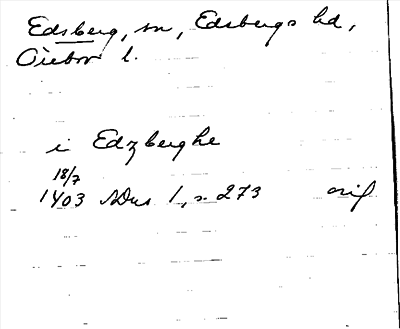 Edsberg, sn, Edsbergs hd,
Örebro l.
i Edzberghe
18/7
1403 SDns 1, s. 273 orig